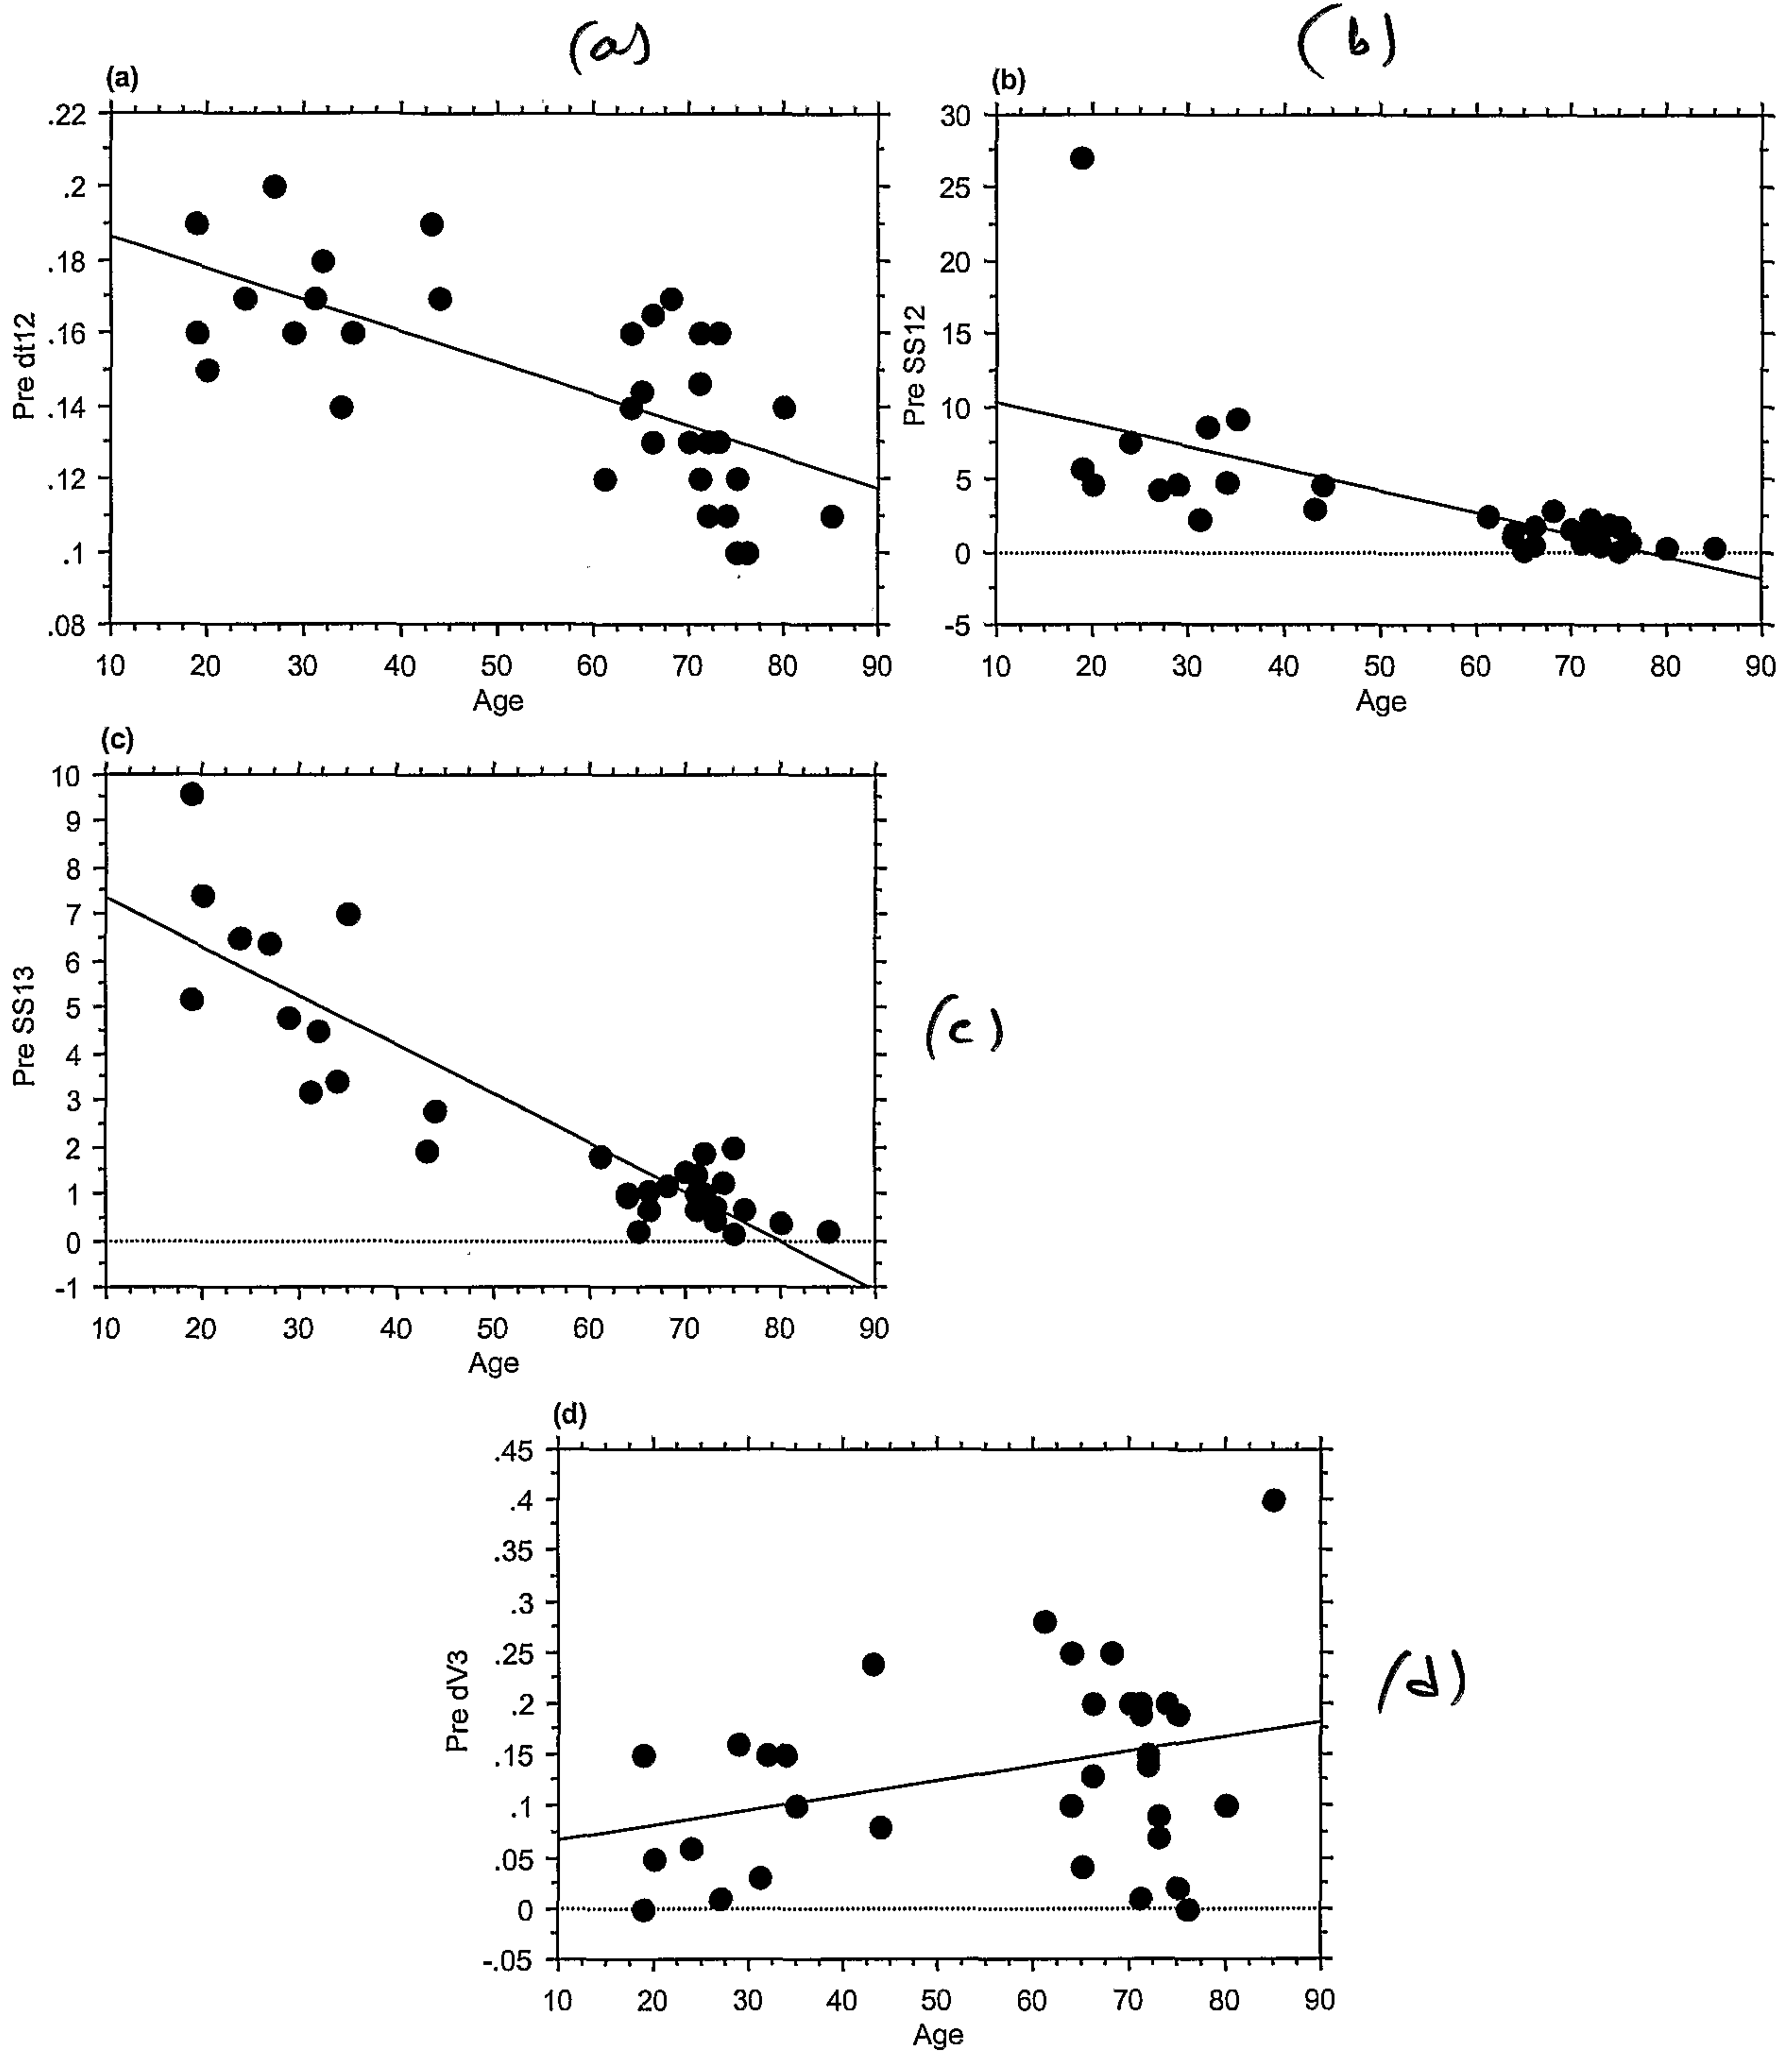 (a) (b)
(a)
.22
.2
.18
.16
.14
.12
.1
.08
Pre dt12
10 20 30 40 50 60 70 80 90
Age
(b)
30
25
20
15
10
5
0
-5
Pre SS12
10 20 30 40 50 60 70 80 90
Age
(c)
10
9
8
7
6
5
4
3
2
1
0
-1
Pre SS13
10 20 30 40 50 60 70 80 90
Age
(c)
(d)
.45
.4
.35
.3
.25
.2
.15
.1
.05
0
-.05
Pre dV3
10 20 30 40 50 60 70 80 90
Age
(d)